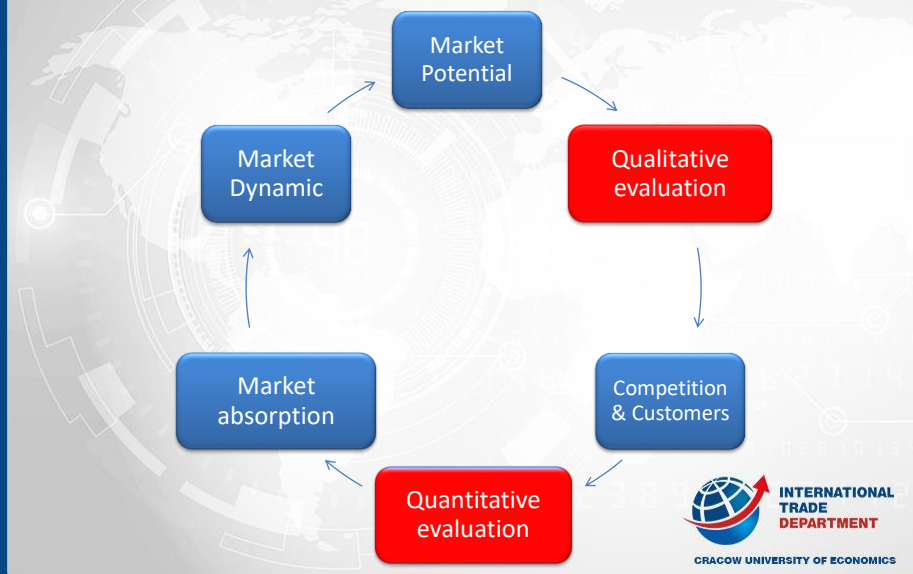 Market
Potential
Qualitative
evaluation
Competition
& Customers
Quantitative
evaluation
Market
absorption
Market
Dynamic
INTERNATIONAL
TRADE
DEPARTMENT
CRACOW UNIVERSITY OF ECONOMICS